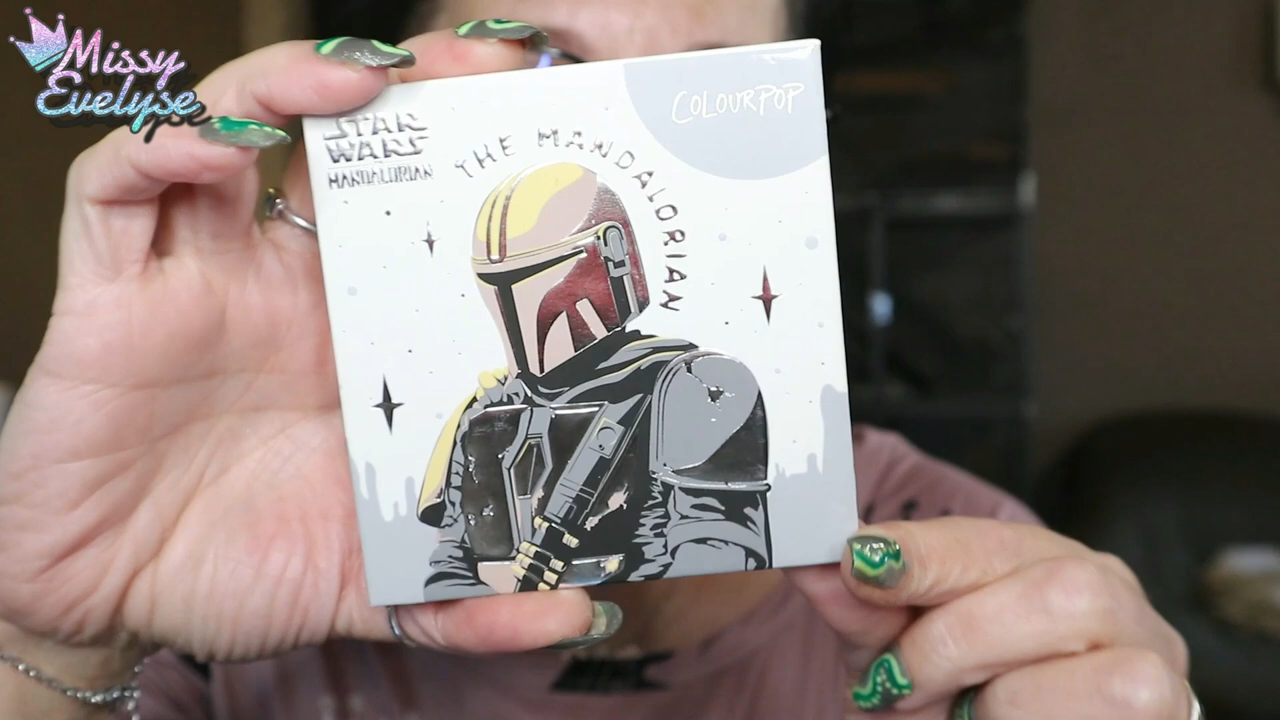 Missy
Evelyse
STAR
WARS
MANDALORIAN
THE MANDALORIAN
COLOURPOP